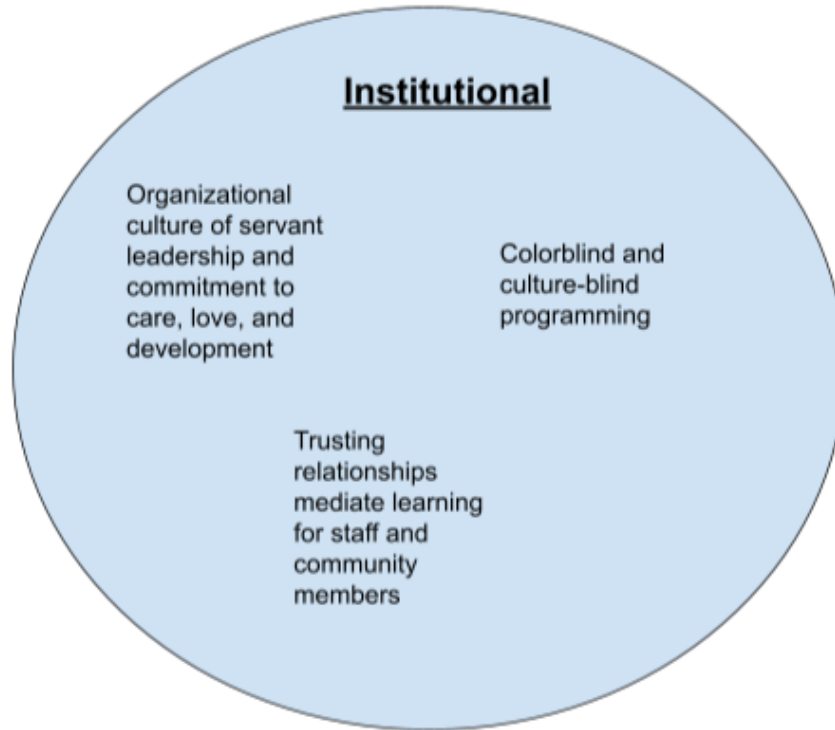 Institutional
Organizational
culture of servant
leadership and
commitment to
care, love, and
development
Colorblind and
culture-blind
programming
Trusting
relationships
mediate learning
for staff and
community
members